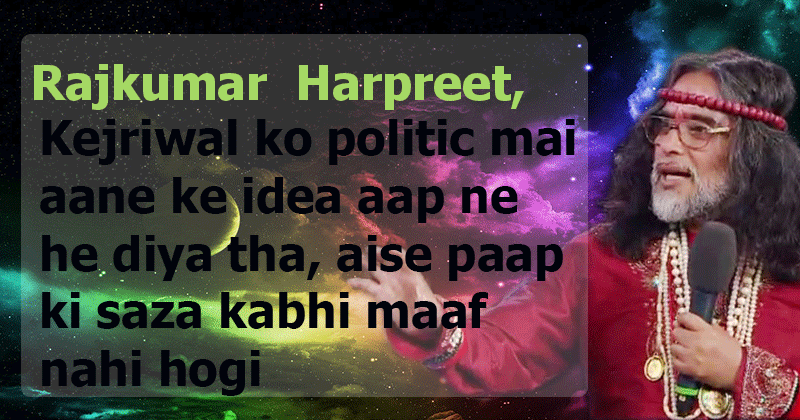 Rajkumar Harpreet,
Kejriwal ko politic mai
aane ke idea aap ne
he diya tha, aise paap
ki saza kabhi maaf
nahi hogi